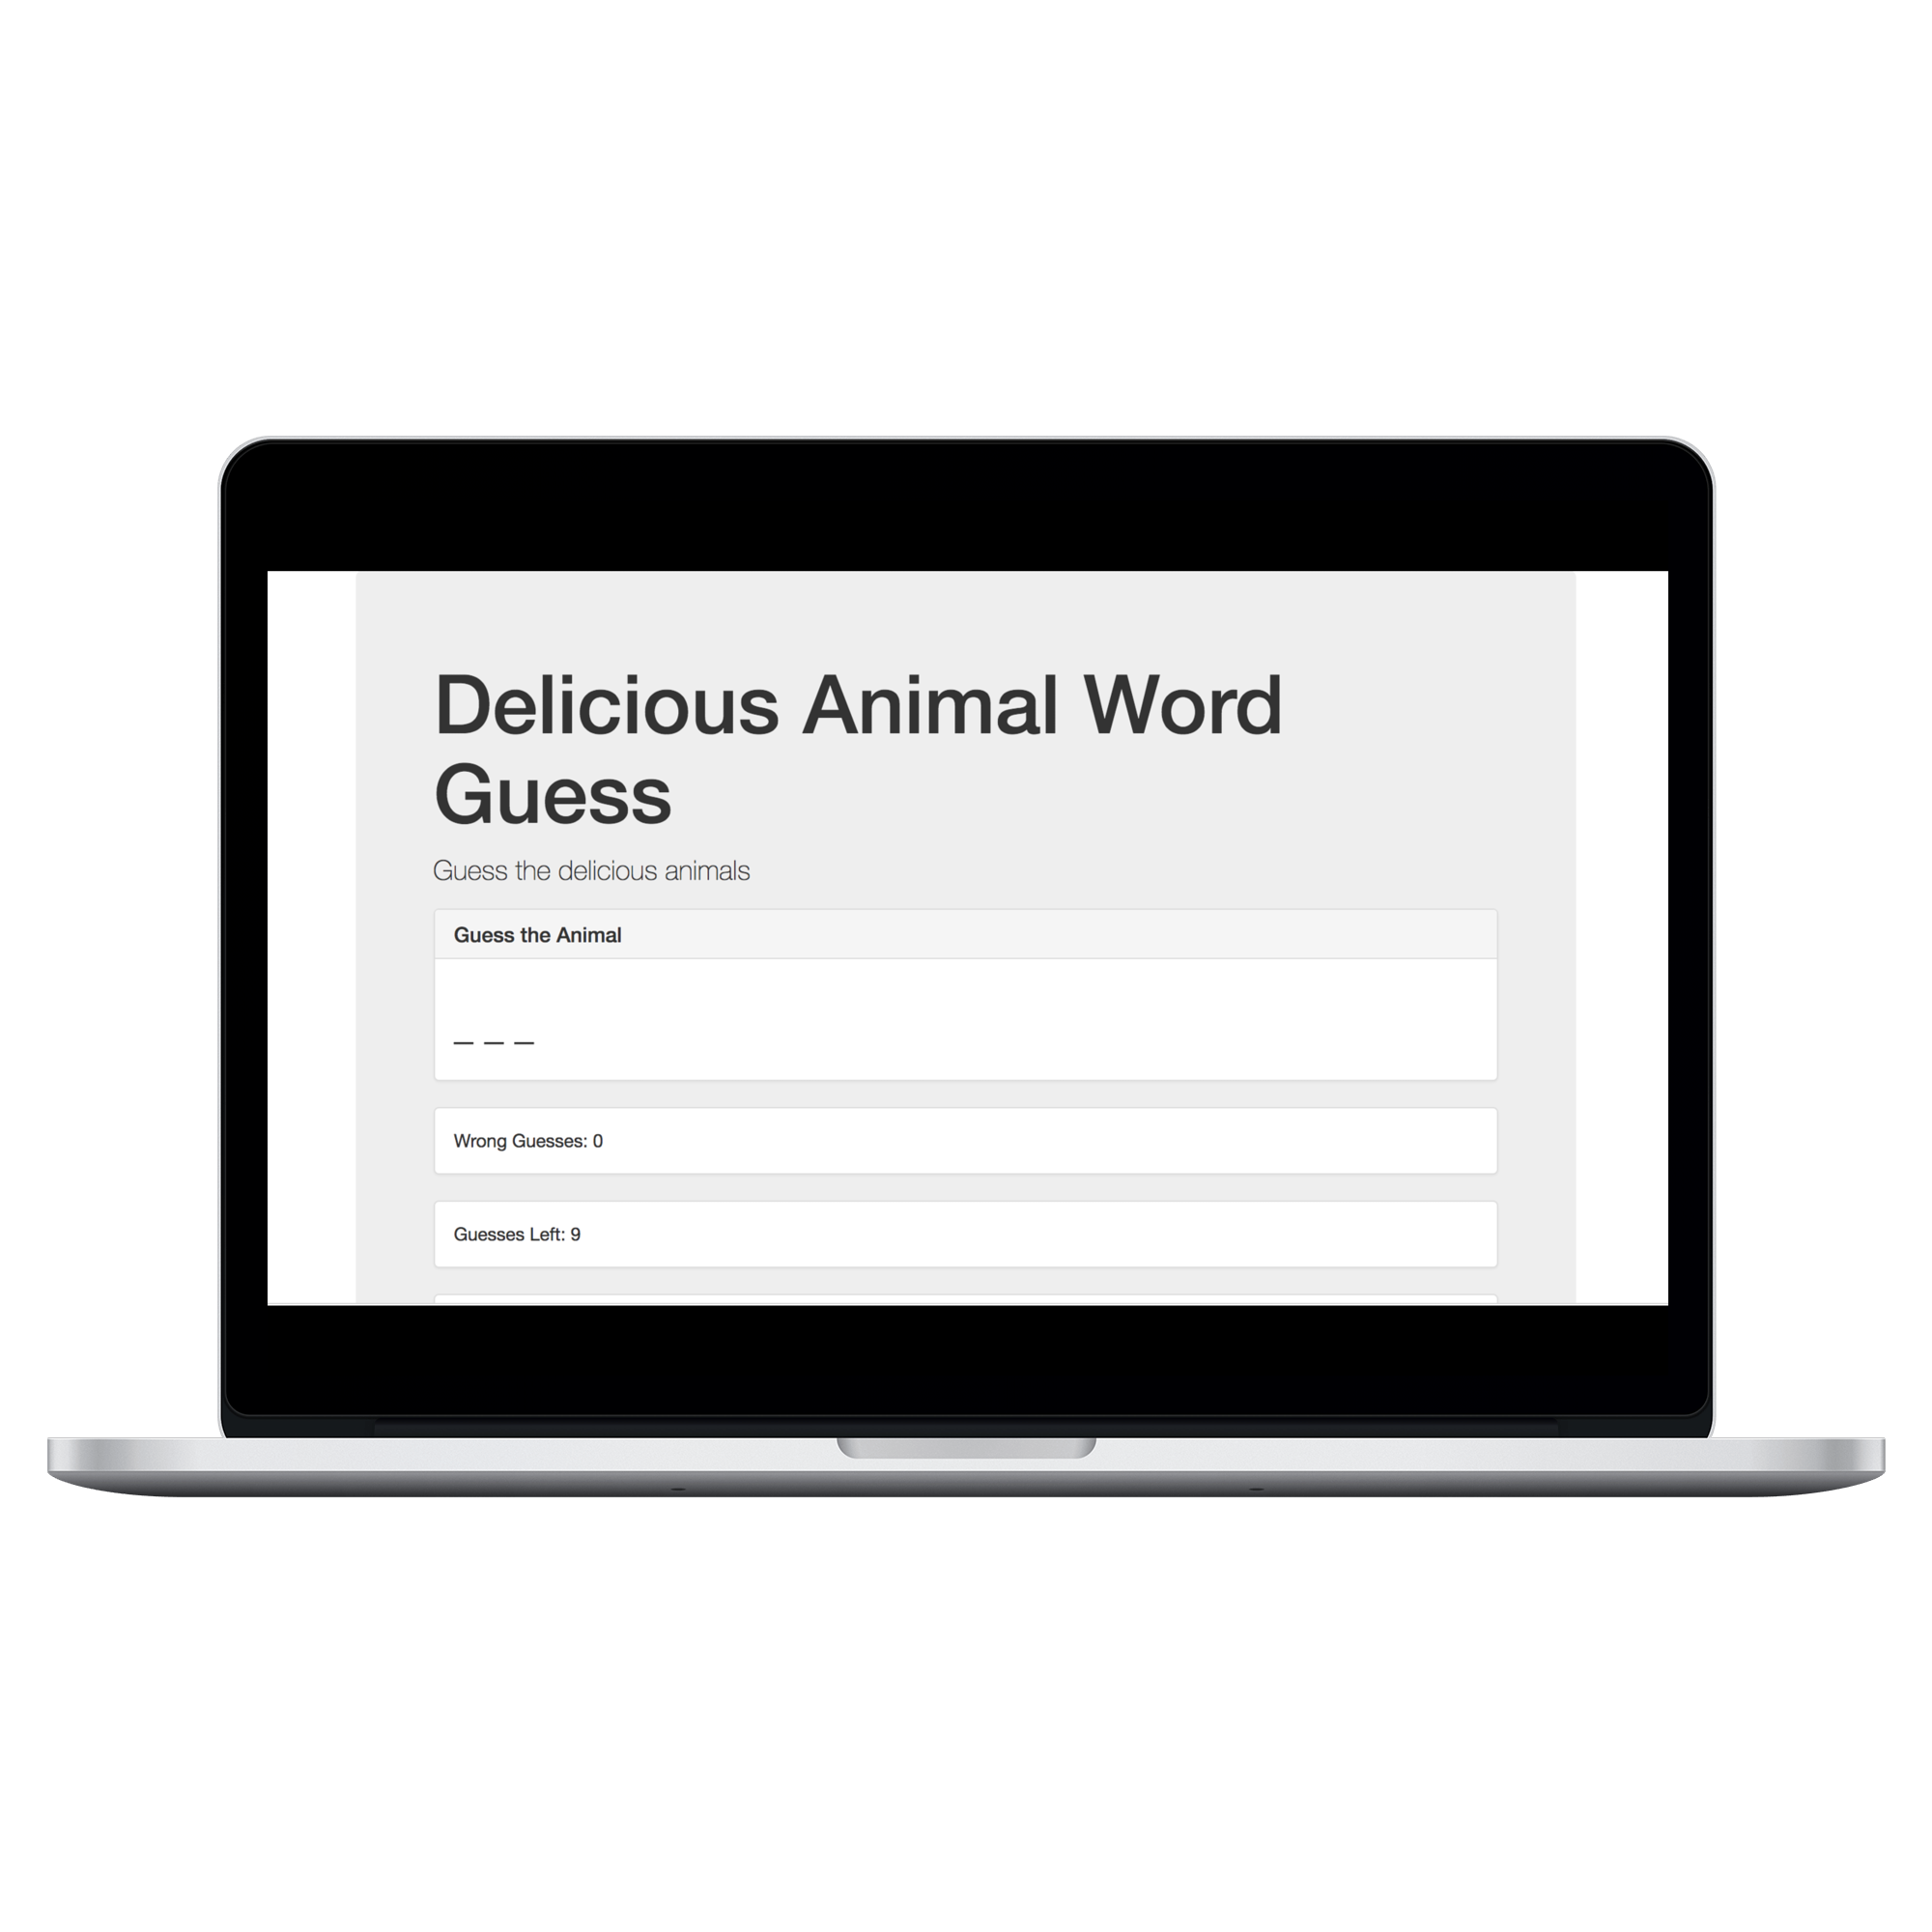 Delicious Animal Word
Guess
Guess the delicious animals
Guess the Animal
_ _ _
Wrong Guesses: 0
Guesses Left: 9